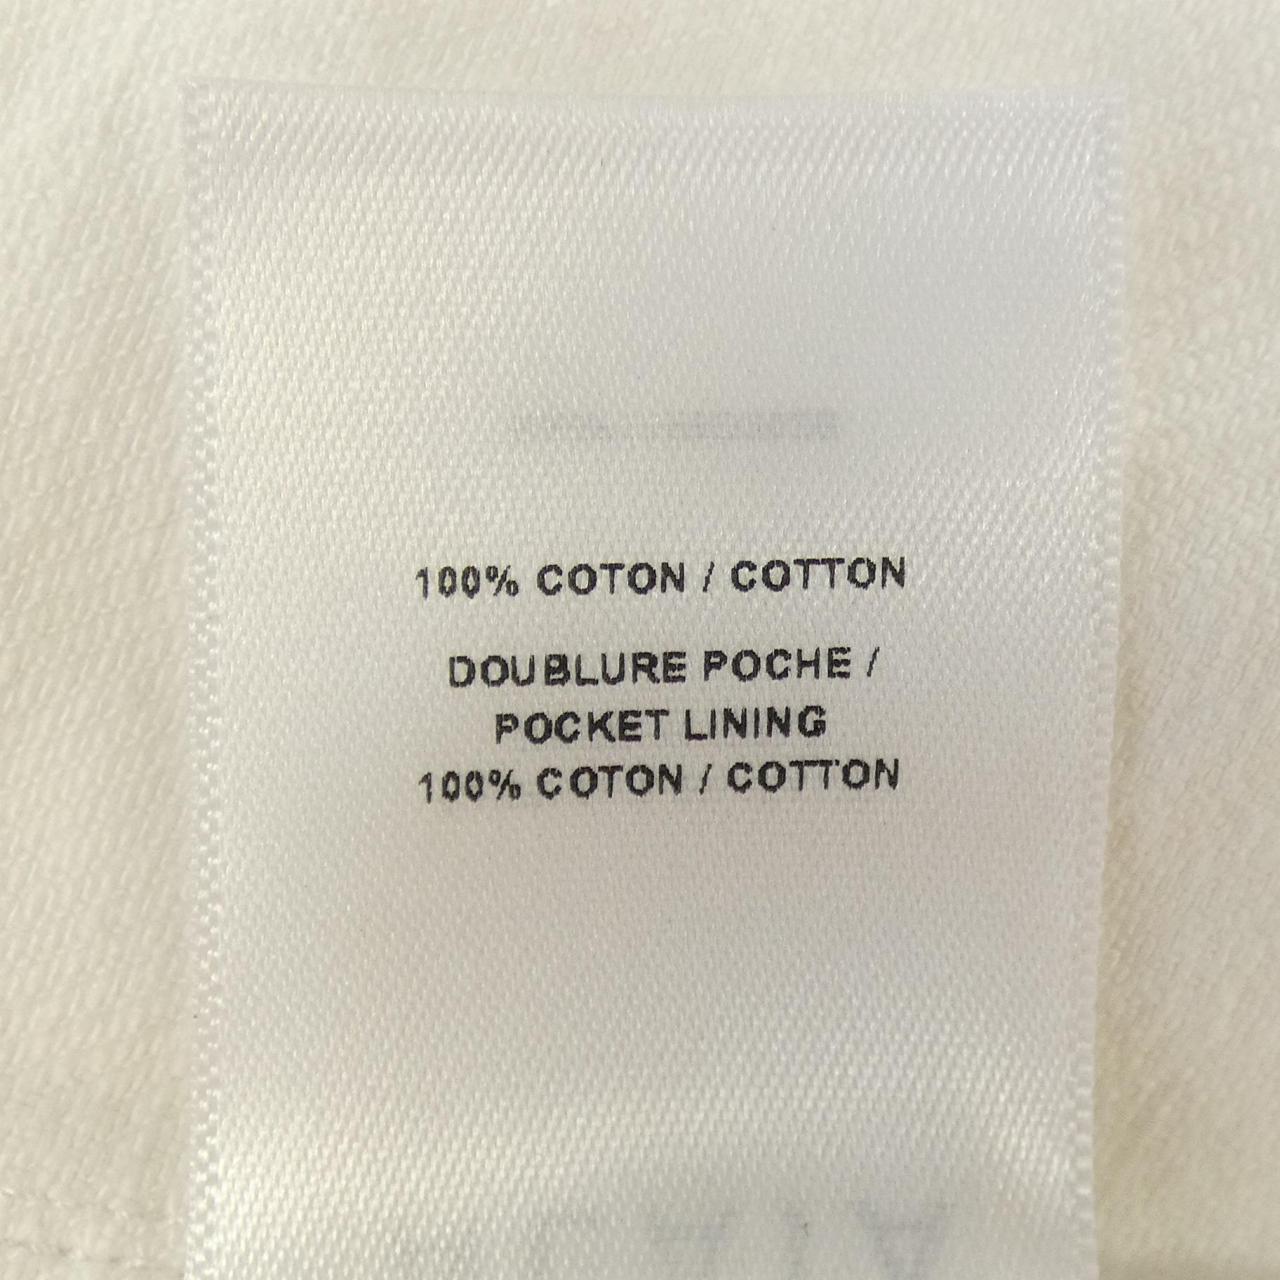 100% COTON / COTTON
DOUBLURE POCHE /
POCKET LINING
100% COTON / COTTON